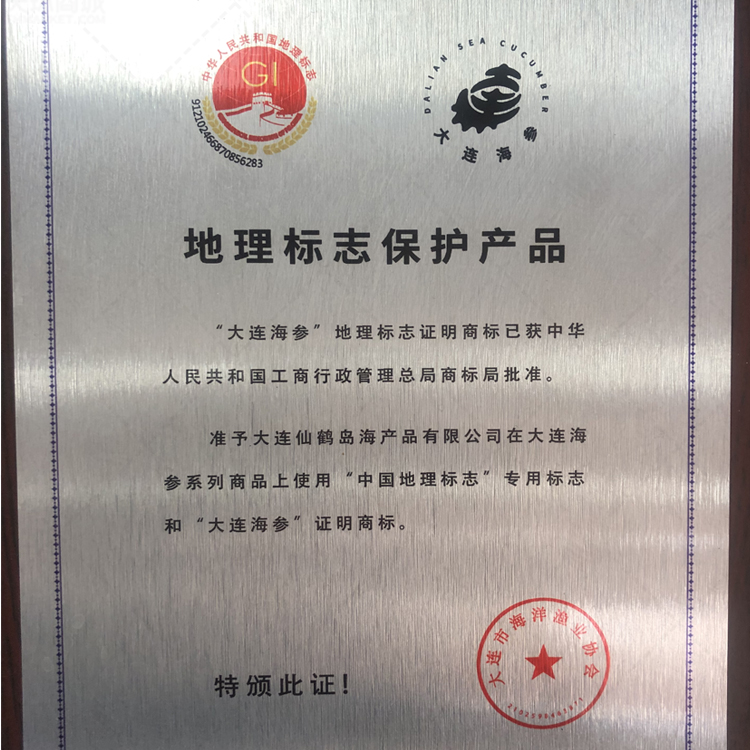 中华人民共和国地理标志
GI
912102466870856283
DALIAN SEA CUCUMBER
大连海参
地理标志保护产品
“大连海参”地理标志证明商标已获中华
人民共和国工商行政管理总局商标局批准。
准予大连仙鹤岛海产品有限公司在大连海
参系列商品上使用“中国地理标志”专用标志
和“大连海参”证明商标。
特颁此证！
大连市海洋渔业协会